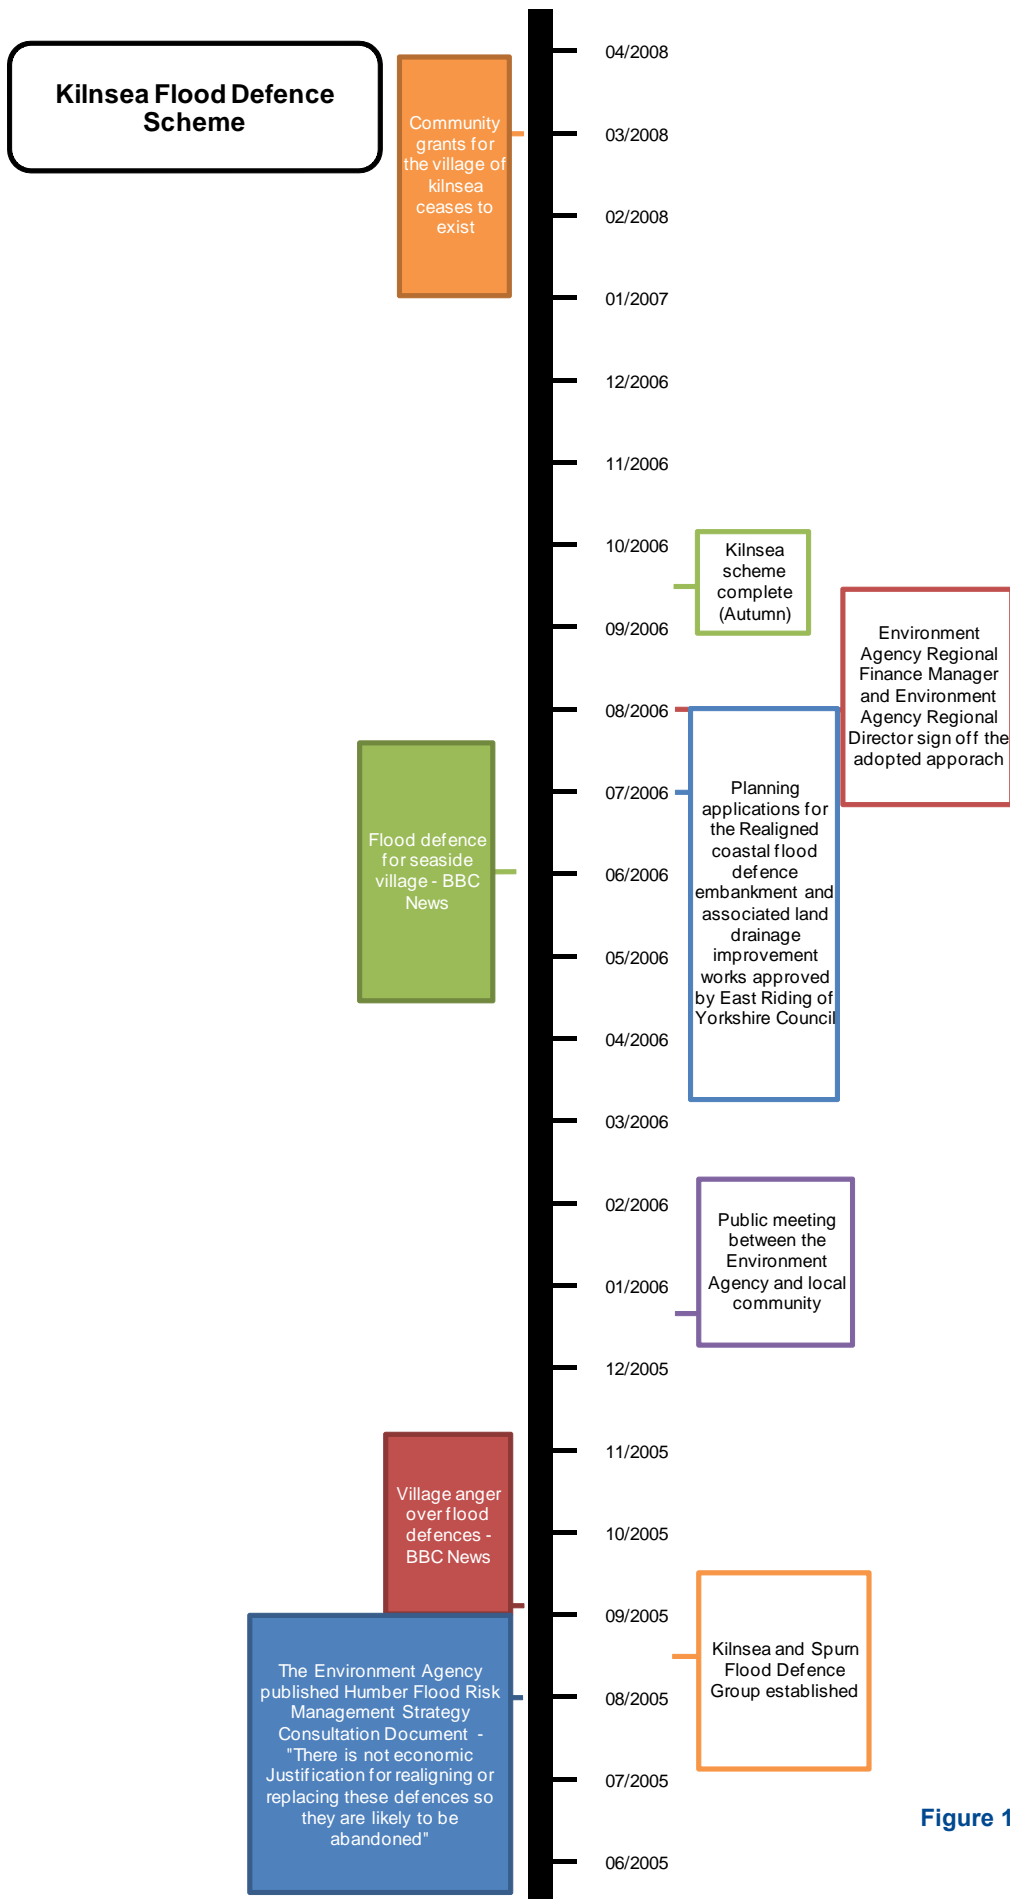 Kilnsea Flood Defence
Scheme
Community
grants for
the village of
kilnsea
ceases to
exist
04/2008
03/2008
02/2008
01/2007
12/2006
11/2006
10/2006
09/2006
08/2006
07/2006
06/2006
05/2006
04/2006
03/2006
02/2006
01/2006
12/2005
11/2005
10/2005
09/2005
08/2005
07/2005
06/2005
Kilnsea
scheme
complete
(Autumn)
Environment
Agency Regional
Finance Manager
and Environment
Agency Regional
Director sign off the
adopted apporach
Flood defence
for seaside
village - BBC
News
Planning
applications for
the Realigned
coastal flood
defence
embankment and
associated land
drainage
improvement
works approved
by East Riding of
Yorkshire Council
Public meeting
between the
Environment
Agency and local
community
Village anger
over flood
defences -
BBC News
Kilnsea and Spurn
Flood Defence
Group established
The Environment Agency
published Humber Flood Risk
Management Strategy
Consultation Document -
"There is not economic
Justification for realigning or
replacing these defences so
they are likely to be
abandoned"
Figure 1